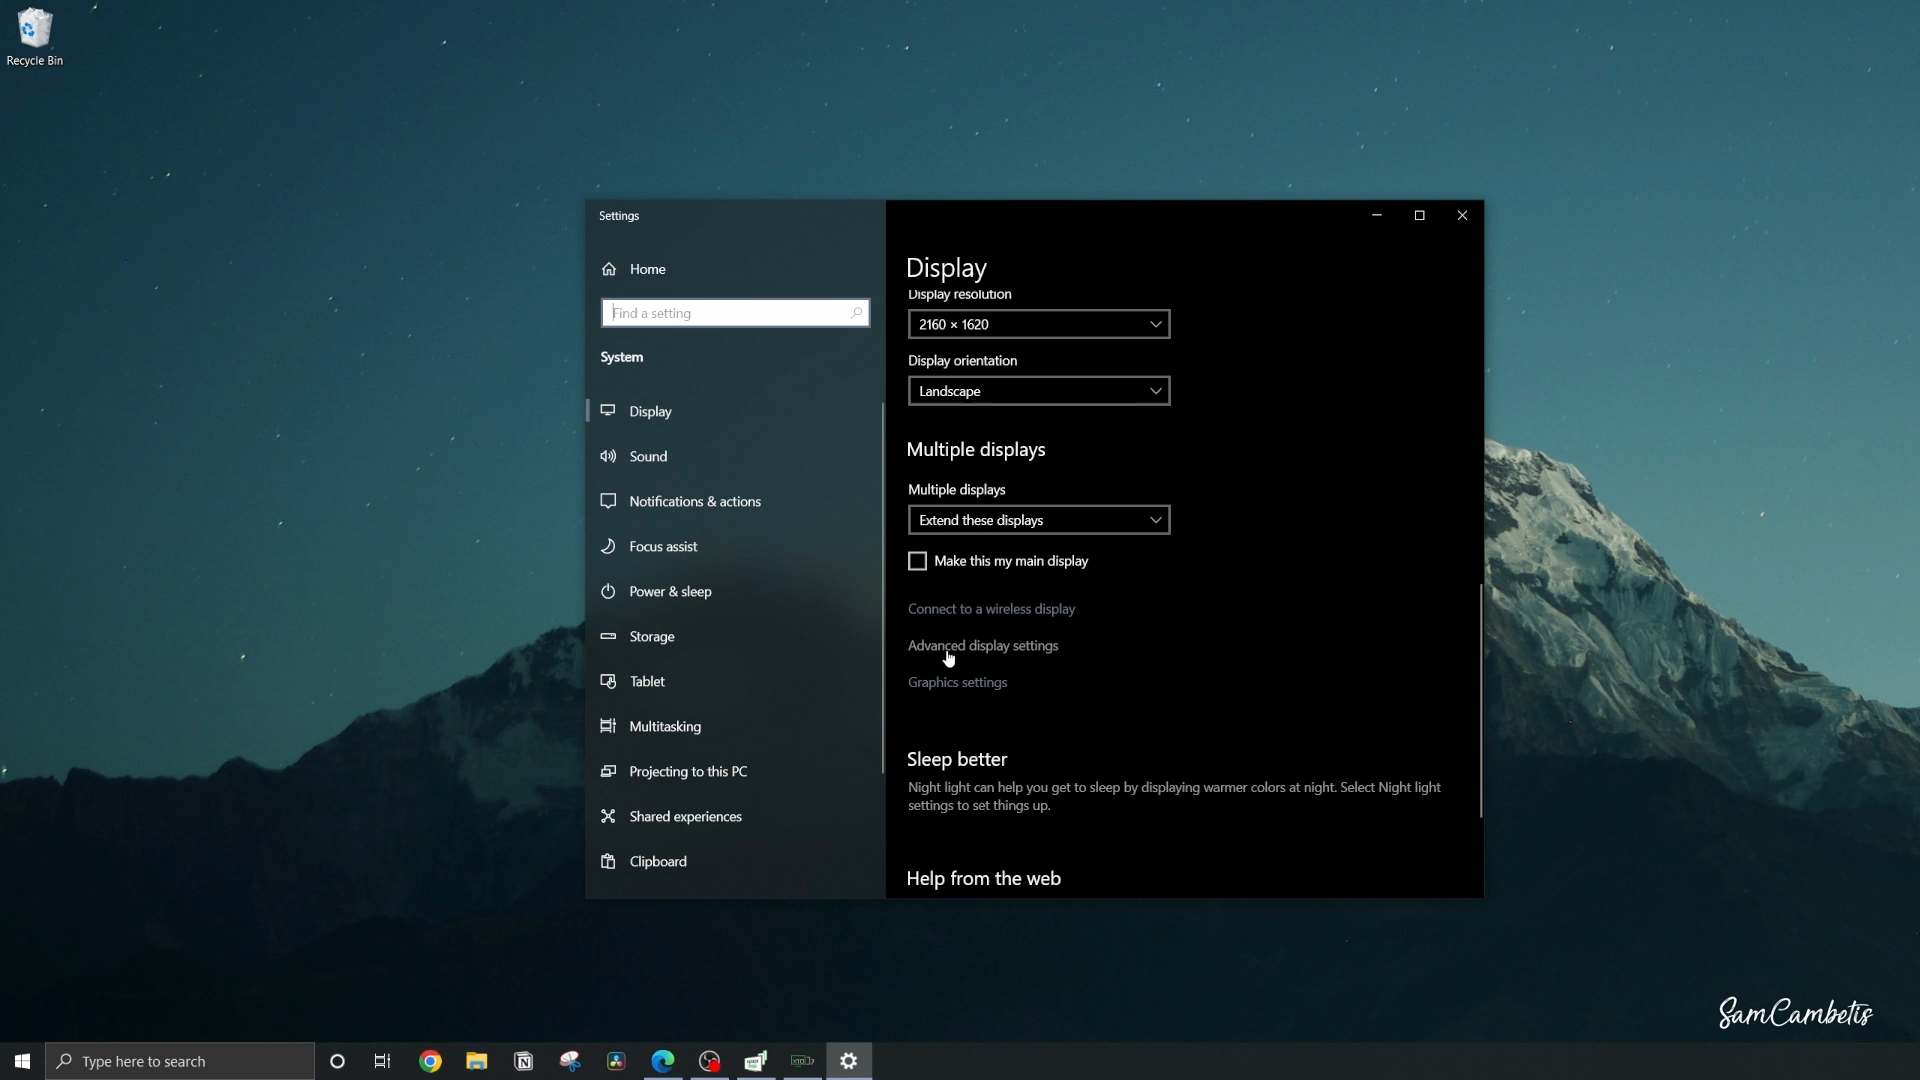 Recycle Bin
Settings
Home
Find a setting
System
Display
Sound
Notifications & actions
Focus assist
Power & sleep
Storage
Tablet
Multitasking
Projecting to this PC
Shared experiences
Clipboard
Display
Display resolution
2160 × 1620
Display orientation
Landscape
Multiple displays
Multiple displays
Extend these displays
Make this my main display
Connect to a wireless display
Advanced display settings
Graphics settings
Sleep better
Night light can help you get to sleep by displaying warmer colors at night. Select Night light
settings to set things up.
Help from the web
SamCambetis
Type here to search